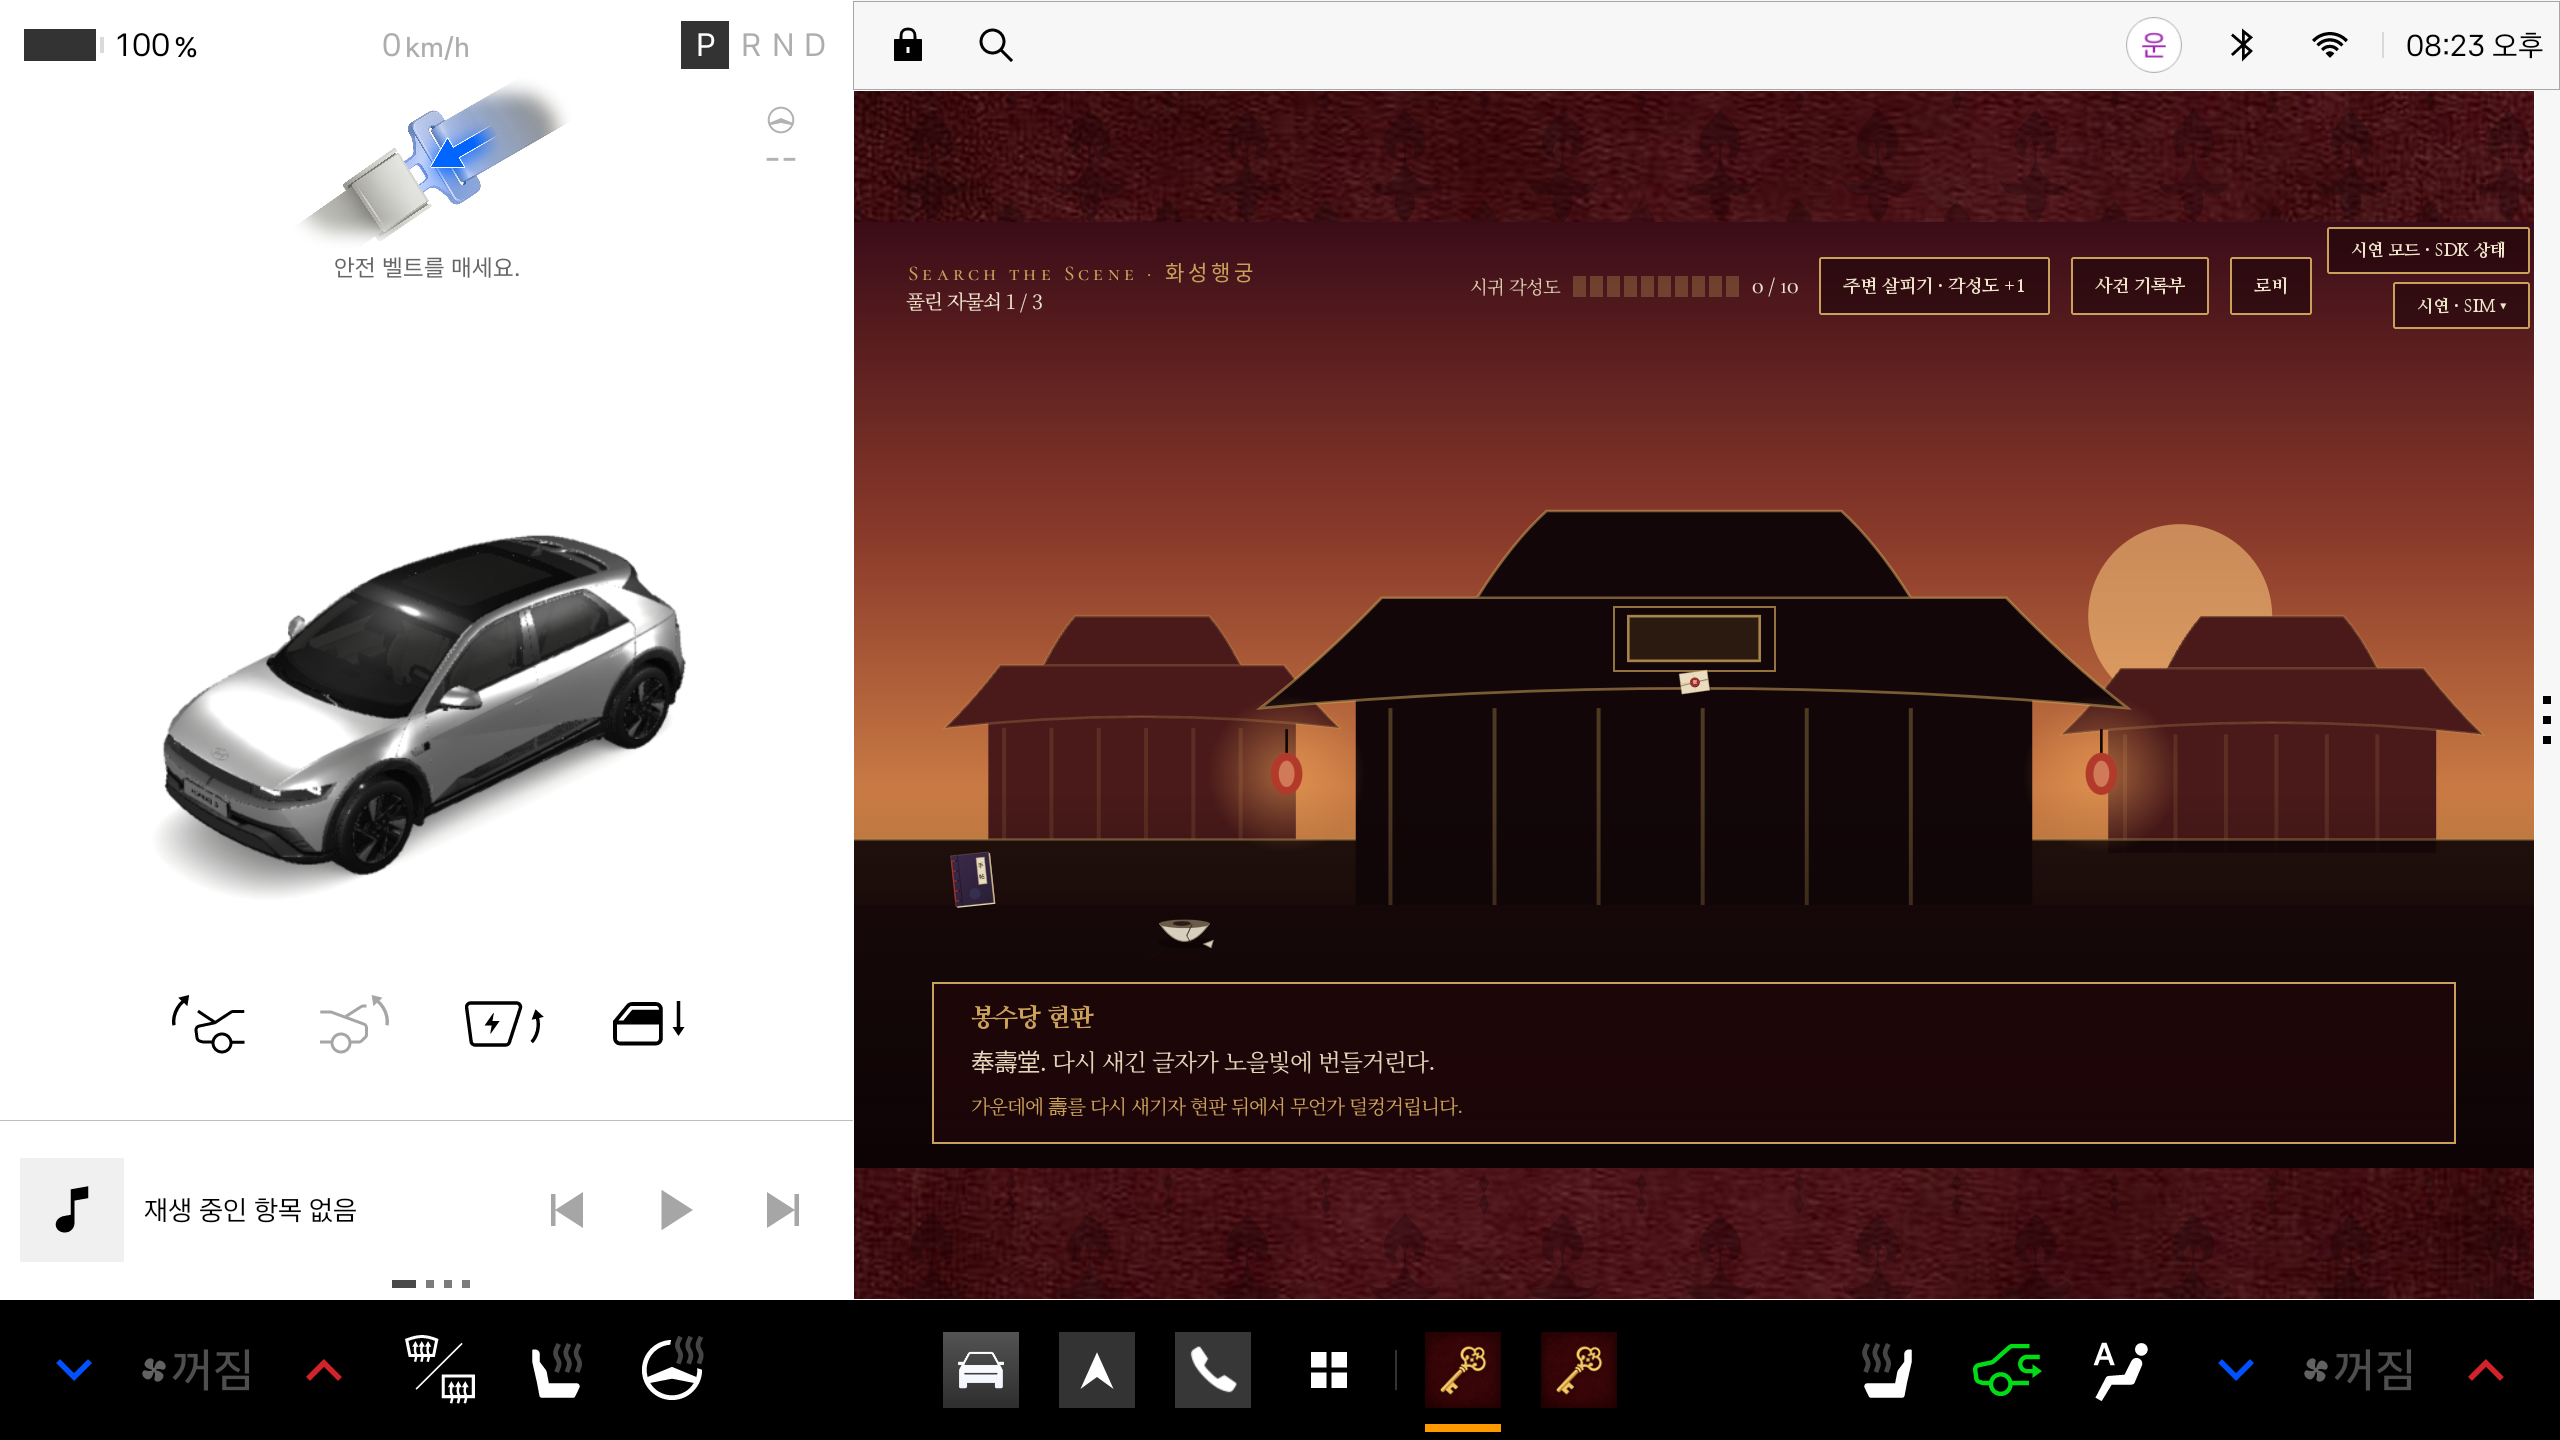 100 %
0 km/h
P R N D
운
08:23 오후
안전 벨트를 매세요.
SEARCH THE SCENE · 화성행궁
풀린 자물쇠 1 / 3
시귀 각성도
0 / 10
주변 살피기 · 각성도 +1
사건 기록부
로비
시연 모드 · SDK 상태
시연 · SIM ▾
봉수당 현판
奉壽堂. 다시 새긴 글자가 노을빛에 번들거린다.
가운데에 壽를 다시 새기자 현판 뒤에서 무언가 덜컹거립니다.
재생 중인 항목 없음
꺼짐
A
꺼짐